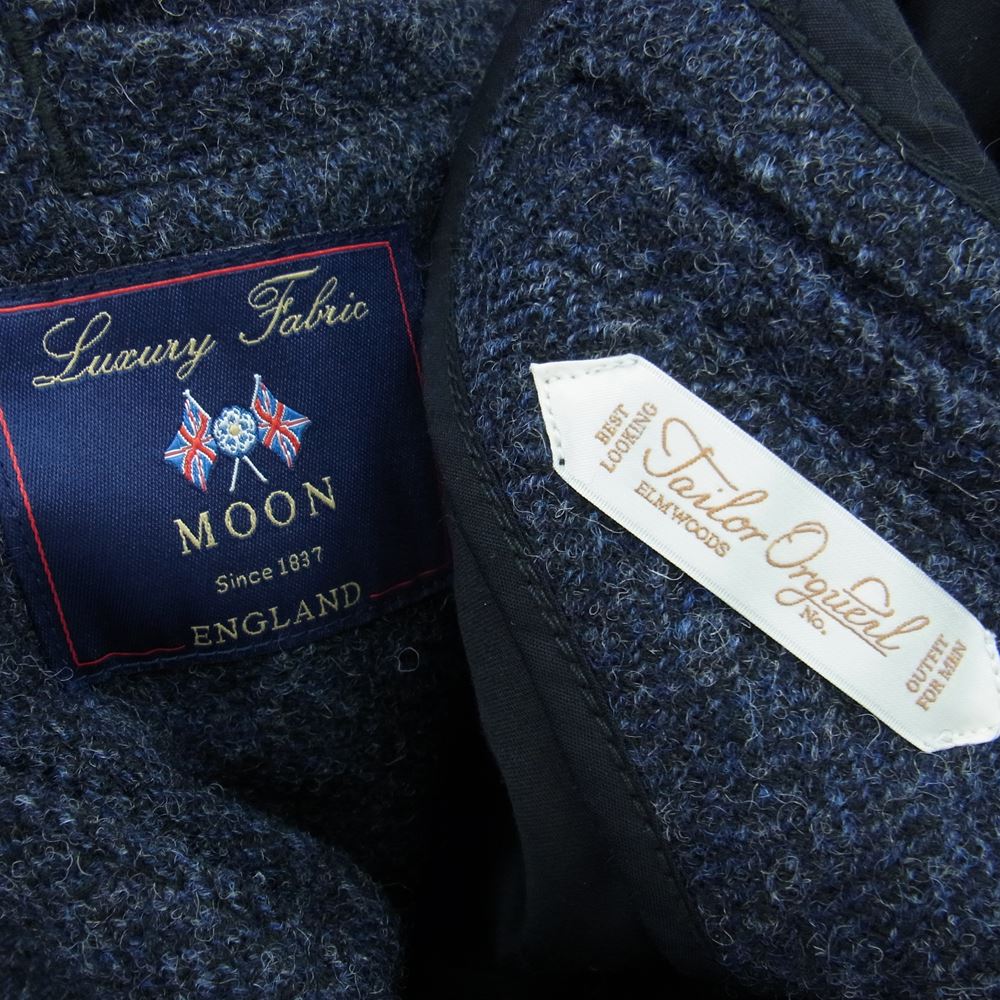 Luxury Fabric
MOON
Since 1837
ENGLAND
BEST
LOOKING
Tailor Orgueil
ELMWOODS
No.
OUTFIT
FOR MEN